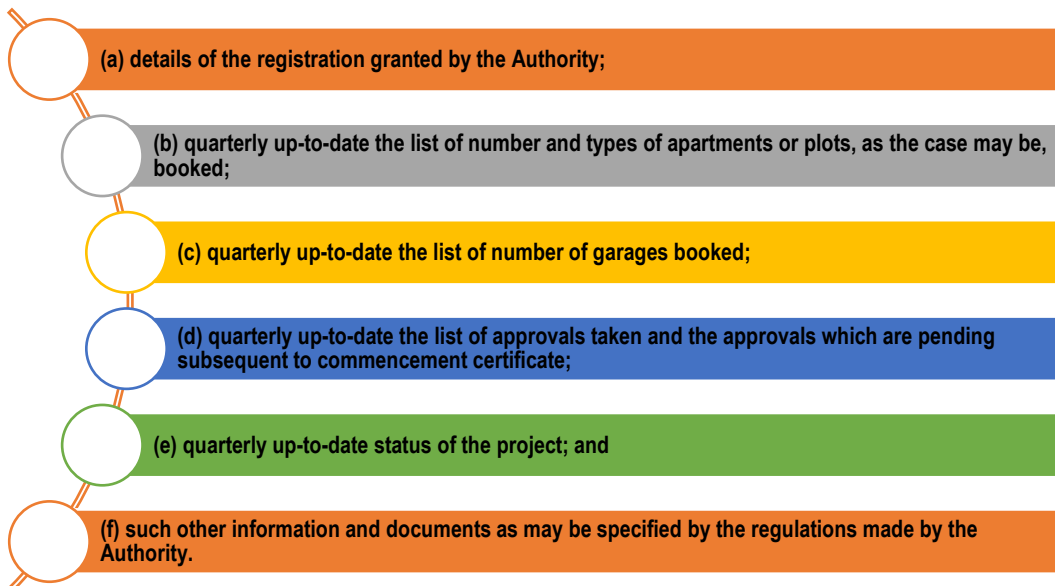 (a) details of the registration granted by the Authority;
(b) quarterly up-to-date the list of number and types of apartments or plots, as the case may be,
booked;
(c) quarterly up-to-date the list of number of garages booked;
(d) quarterly up-to-date the list of approvals taken and the approvals which are pending
subsequent to commencement certificate;
(e) quarterly up-to-date status of the project; and
(f) such other information and documents as may be specified by the regulations made by the
Authority.